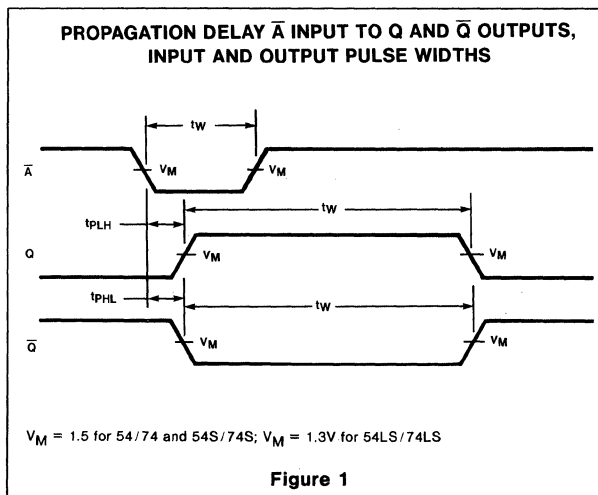 PROPAGATION DELAY A̅ INPUT TO Q AND Q̅ OUTPUTS,
INPUT AND OUTPUT PULSE WIDTHS
tW
A̅
VM
VM
tPLH
tW
Q
VM
VM
tPHL
tW
Q̅
VM
VM
VM = 1.5 for 54/74 and 54S/74S; VM = 1.3V for 54LS/74LS
Figure 1